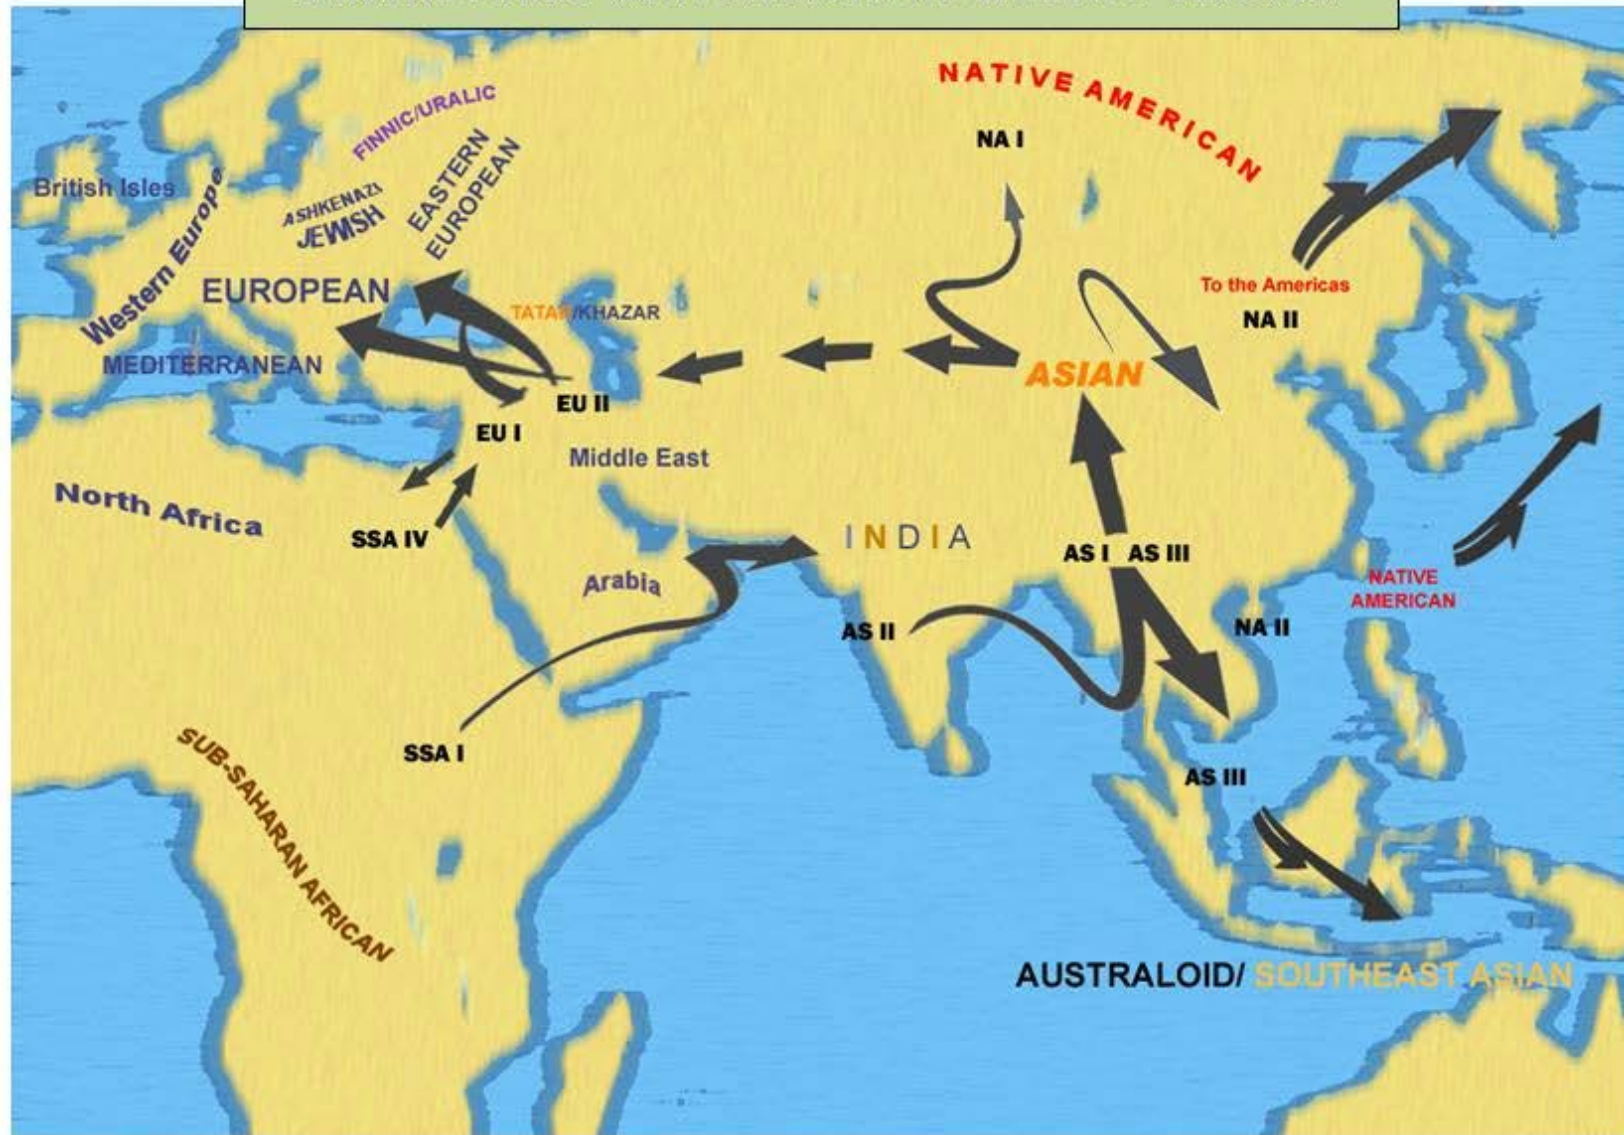 NATIVE AMERICAN
NA I
FINNIC/URALIC
EASTERN
EUROPEAN
British Isles
ASHKENAZI
JEWISH
Western Europe
EUROPEAN
To the Americas
NA II
TATAR/KHAZAR
MEDITERRANEAN
ASIAN
EU II
EU I
Middle East
North Africa
SSA IV
INDIA
AS I AS III
Arabia
NATIVE
AMERICAN
AS II
NA II
SSA I
SUB-SAHARAN AFRICAN
AS III
AUSTRALOID/ SOUTHEAST ASIAN